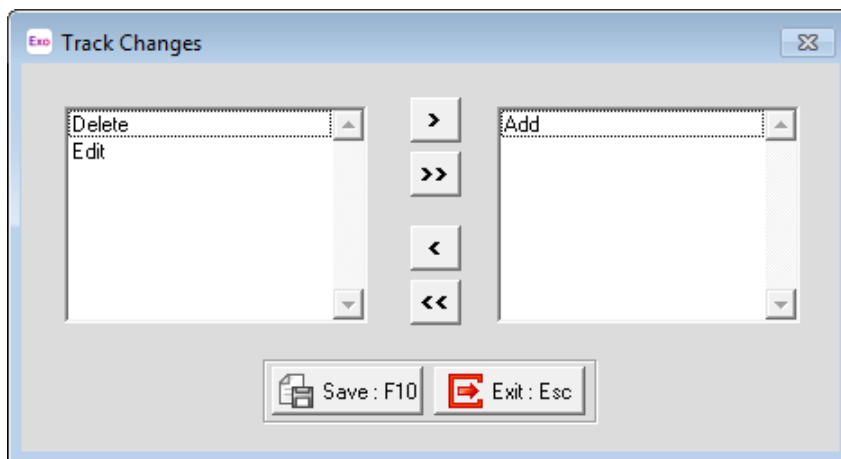 Exo Track Changes
Delete
Edit
>
>>
<
<<
Add
Save : F10 Exit : Esc